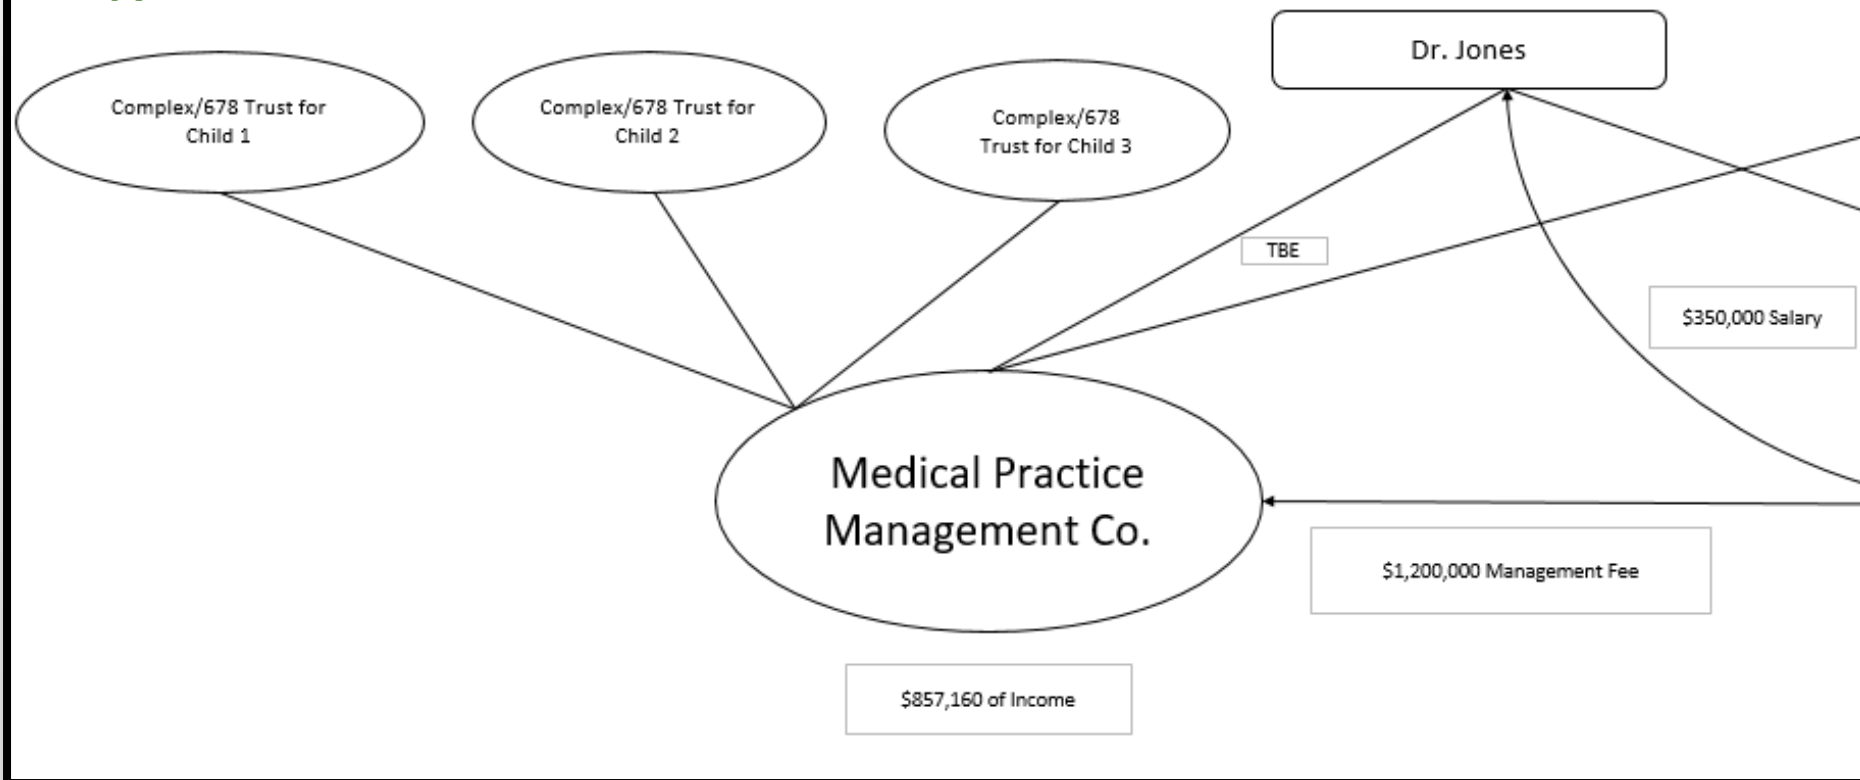 Dr. Jones
Complex/678 Trust for
Child 1
Complex/678 Trust for
Child 2
Complex/678
Trust for Child 3
TBE
$350,000 Salary
Medical Practice
Management Co.
$1,200,000 Management Fee
$857,160 of Income